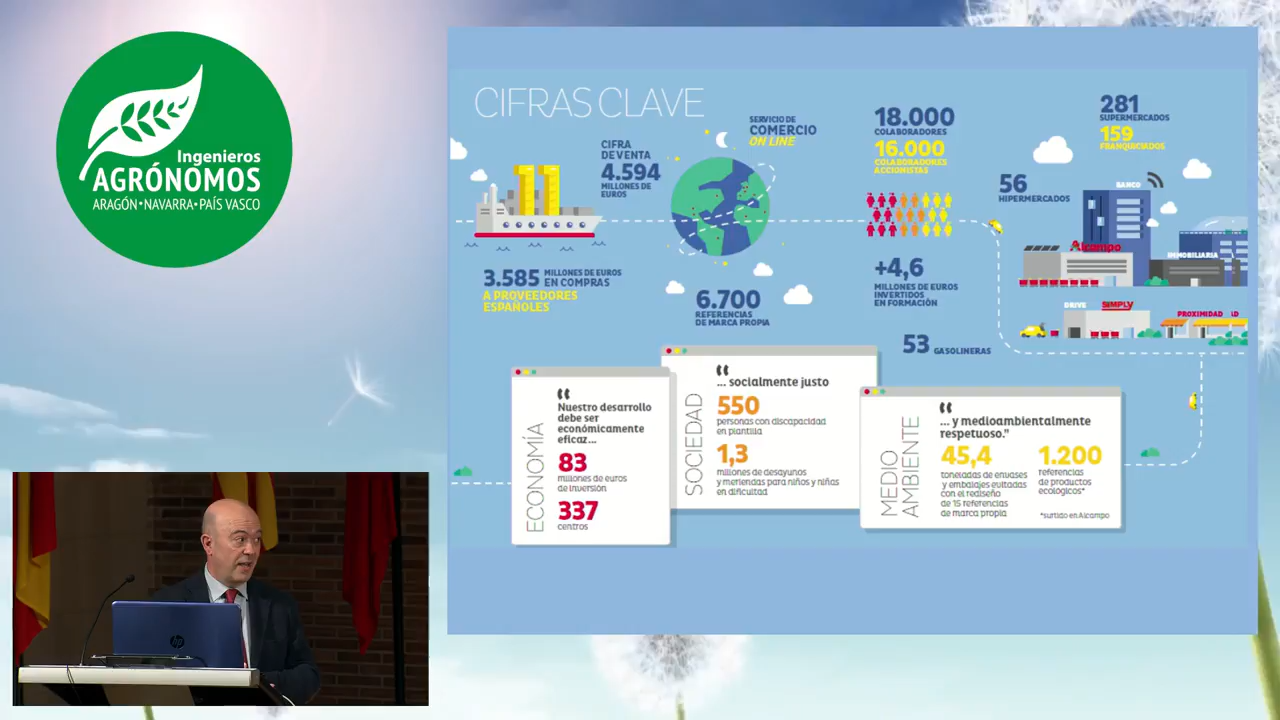 Ingenieros
AGRÓNOMOS
ARAGÓN•NAVARRA•PAÍS VASCO
CIFRAS CLAVE
11
CIFRA
DE VENTA
4.594
MILLONES DE
EUROS
SERVICIO DE
COMERCIO
ON LINE
18.000
COLABORADORES
16.000
COLABORADORES
ACCIONISTAS
281
SUPERMERCADOS
159
FRANQUICIADOS
56
HIPERMERCADOS
BANCO
Alcampo
INMOBILIARIA
DRIVE
SIMPLY
PROXIMIDAD
3.585 MILLONES DE EUROS
EN COMPRAS
A PROVEEDORES
ESPAÑOLES
6.700
REFERENCIAS
DE MARCA PROPIA
+4,6
MILLONES DE EUROS
INVERTIDOS
EN FORMACIÓN
53 GASOLINERAS
ECONOMÍA
“
Nuestro desarrollo
debe ser
económicamente
eficaz...
83
millones de euros
de inversión
337
centros
SOCIEDAD
“
... socialmente justo
550
personas con discapacidad
en plantilla
1,3
millones de desayunos
y meriendas para niños y niñas
en dificultad
MEDIO
AMBIENTE
“
... y medioambientalmente
respetuoso.”
45,4
toneladas de envases
y embalajes evitadas
con el rediseño
de 15 referencias
de marca propia
1.200
referencias
de productos
ecológicos*
*surtido en Alcampo
hp